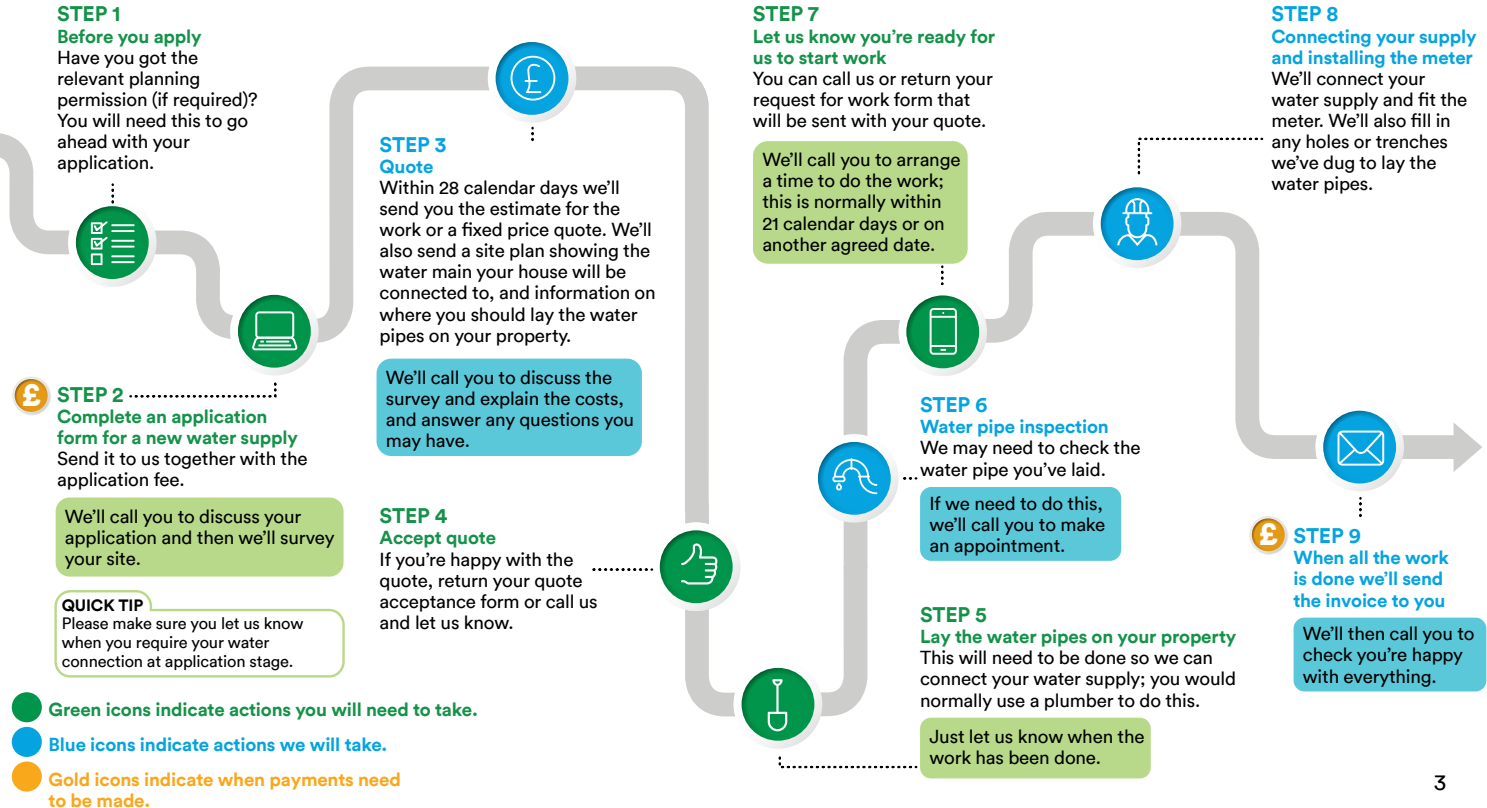 STEP 1
Before you apply
Have you got the
relevant planning
permission (if required)?
You will need this to go
ahead with your
application.
£
STEP 2
Complete an application
form for a new water supply
Send it to us together with the
application fee.
We'll call you to discuss your
application and then we'll survey
your site.
QUICK TIP
Please make sure you let us know
when you require your water
connection at application stage.
£
STEP 3
Quote
Within 28 calendar days we'll
send you the estimate for the
work or a fixed price quote. We'll
also send a site plan showing the
water main your house will be
connected to, and information on
where you should lay the water
pipes on your property.
We'll call you to discuss the
survey and explain the costs,
and answer any questions you
may have.
STEP 4
Accept quote
If you're happy with the
quote, return your quote
acceptance form or call us
and let us know.
STEP 5
Lay the water pipes on your property
This will need to be done so we can
connect your water supply; you would
normally use a plumber to do this.
Just let us know when the
work has been done.
STEP 6
Water pipe inspection
We may need to check the
water pipe you've laid.
If we need to do this,
we'll call you to make
an appointment.
STEP 7
Let us know you're ready for
us to start work
You can call us or return your
request for work form that
will be sent with your quote.
We'll call you to arrange
a time to do the work;
this is normally within
21 calendar days or on
another agreed date.
STEP 8
Connecting your supply
and installing the meter
We'll connect your
water supply and fit the
meter. We'll also fill in
any holes or trenches
we've dug to lay the
water pipes.
£
STEP 9
When all the work
is done we'll send
the invoice to you
We'll then call you to
check you're happy
with everything.
Green icons indicate actions you will need to take.
Blue icons indicate actions we will take.
Gold icons indicate when payments need
to be made.
3